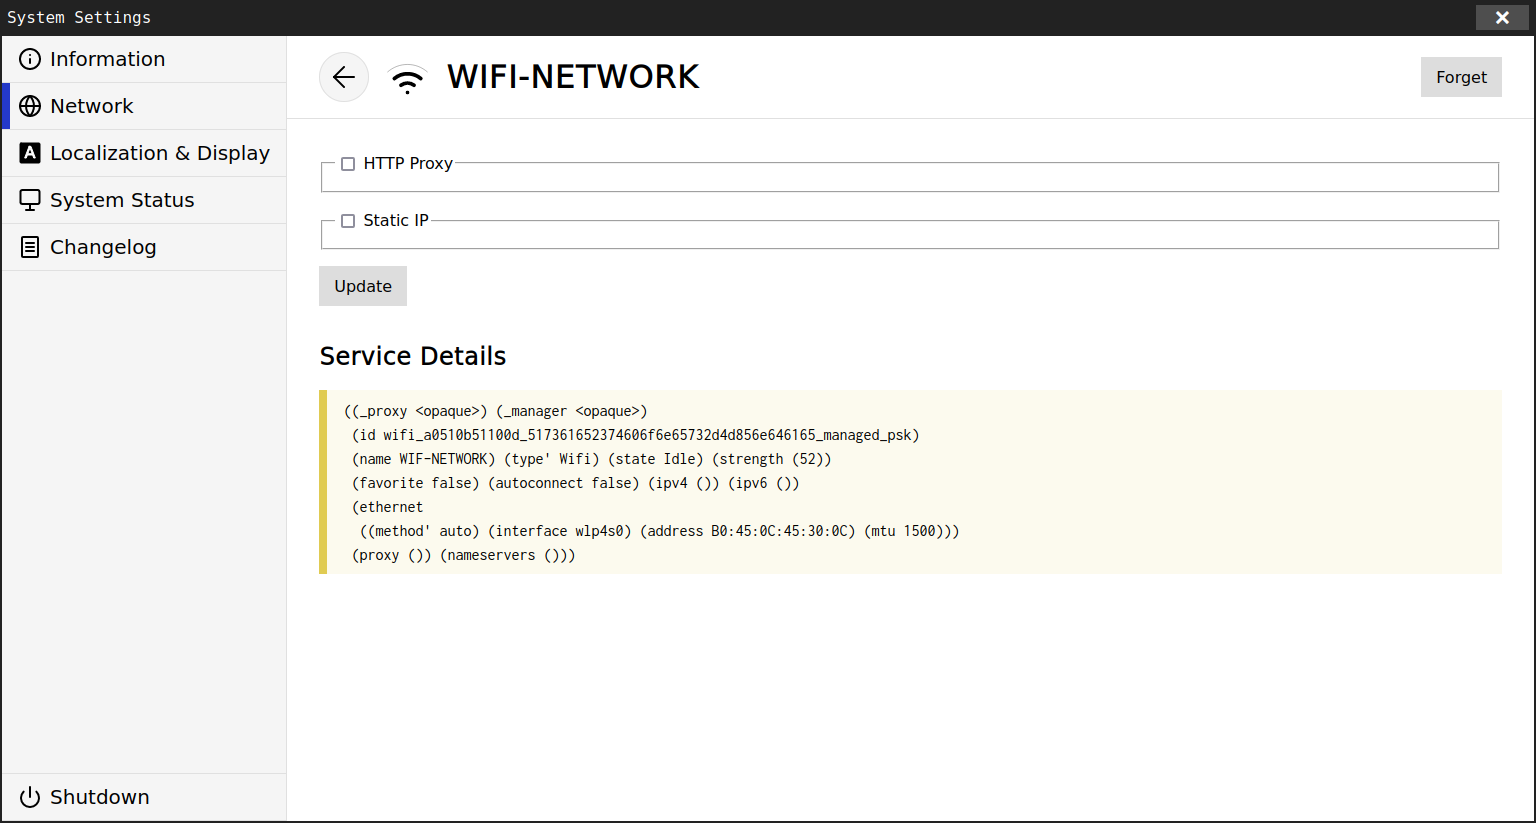 System Settings
Information
Network
Localization & Display
System Status
Changelog
Shutdown
WIFI-NETWORK
Forget
HTTP Proxy
Static IP
Update
Service Details
((_proxy <opaque>) (_manager <opaque>)
(id wifi_a0510b51100d_517361652374606f6e65732d4d856e646165_managed_psk)
(name WIF-NETWORK) (type' Wifi) (state Idle) (strength (52))
(favorite false) (autoconnect false) (ipv4 ()) (ipv6 ())
(ethernet
((method' auto) (interface wlp4s0) (address B0:45:0C:45:30:0C) (mtu 1500)))
(proxy ()) (nameservers ()))